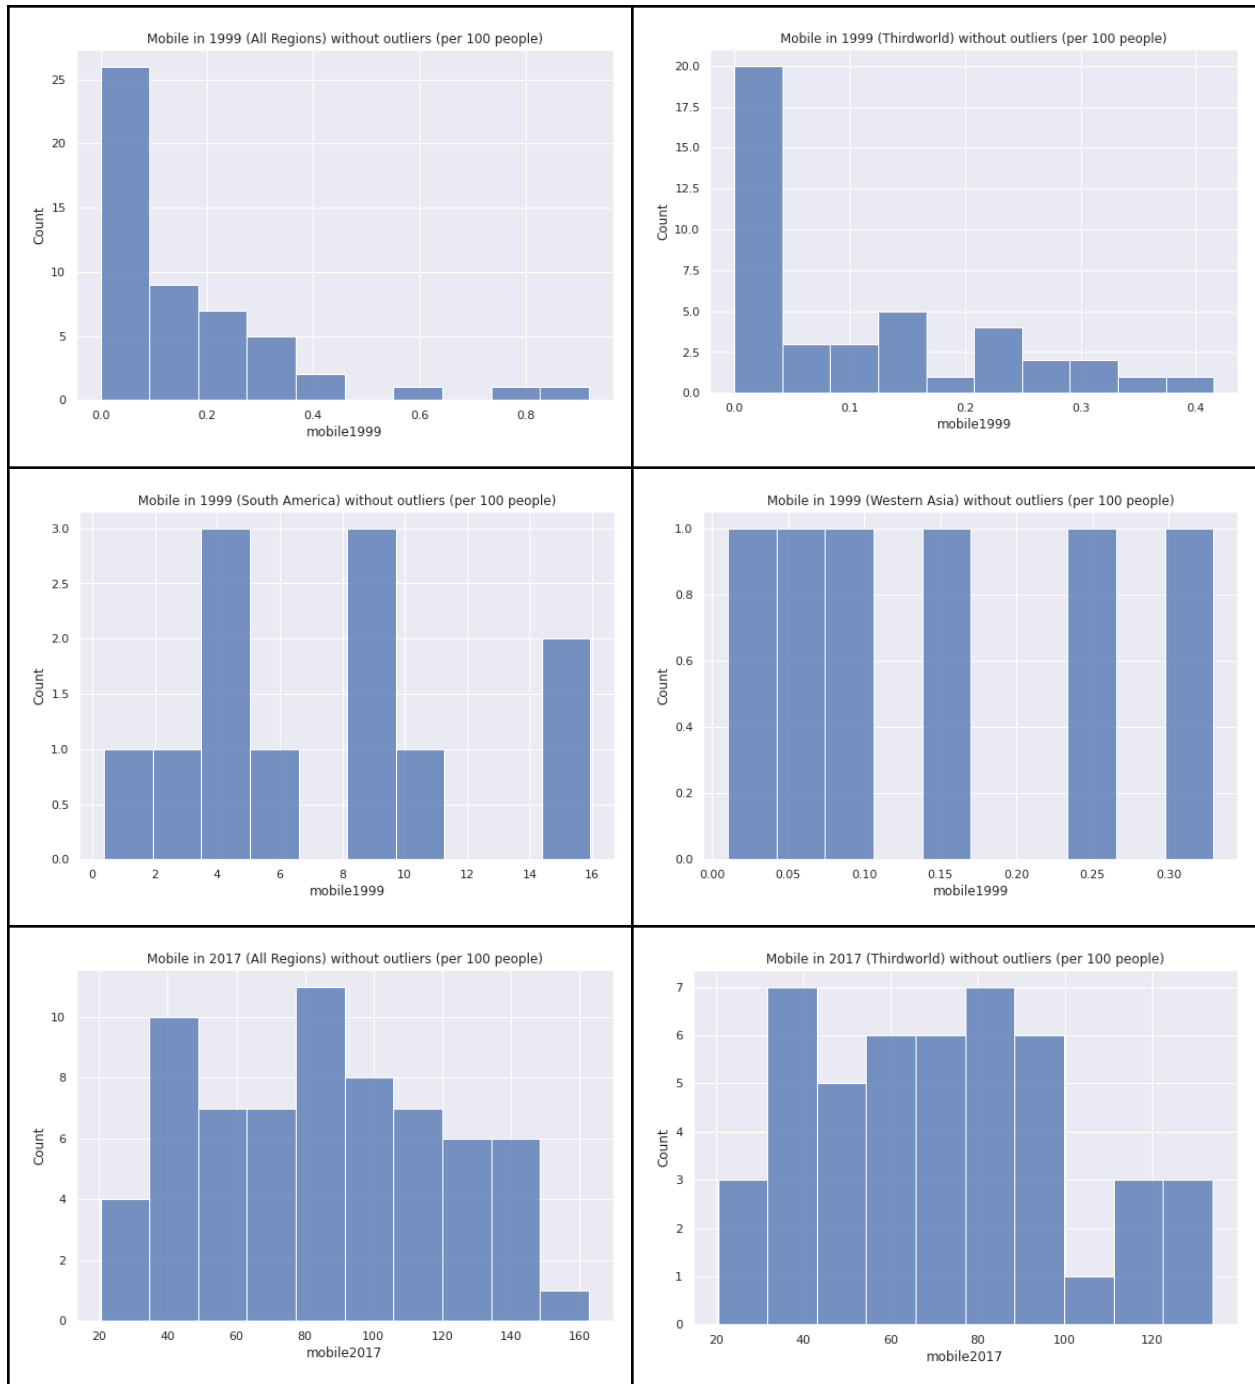 Mobile in 1999 (All Regions) without outliers (per 100 people)
25
20
15
10
5
0
Count
0.0 0.2 0.4 0.6 0.8
mobile1999
Mobile in 1999 (Thirdworld) without outliers (per 100 people)
20.0
17.5
15.0
12.5
10.0
7.5
5.0
2.5
0.0
Count
0.0 0.1 0.2 0.3 0.4
mobile1999
Mobile in 1999 (South America) without outliers (per 100 people)
3.0
2.5
2.0
1.5
1.0
0.5
0.0
Count
0 2 4 6 8 10 12 14 16
mobile1999
Mobile in 1999 (Western Asia) without outliers (per 100 people)
1.0
0.8
0.6
0.4
0.2
0.0
Count
0.00 0.05 0.10 0.15 0.20 0.25 0.30
mobile1999
Mobile in 2017 (All Regions) without outliers (per 100 people)
10
8
6
4
2
0
Count
20 40 60 80 100 120 140 160
mobile2017
Mobile in 2017 (Thirdworld) without outliers (per 100 people)
7
6
5
4
3
2
1
0
Count
20 40 60 80 100 120
mobile2017